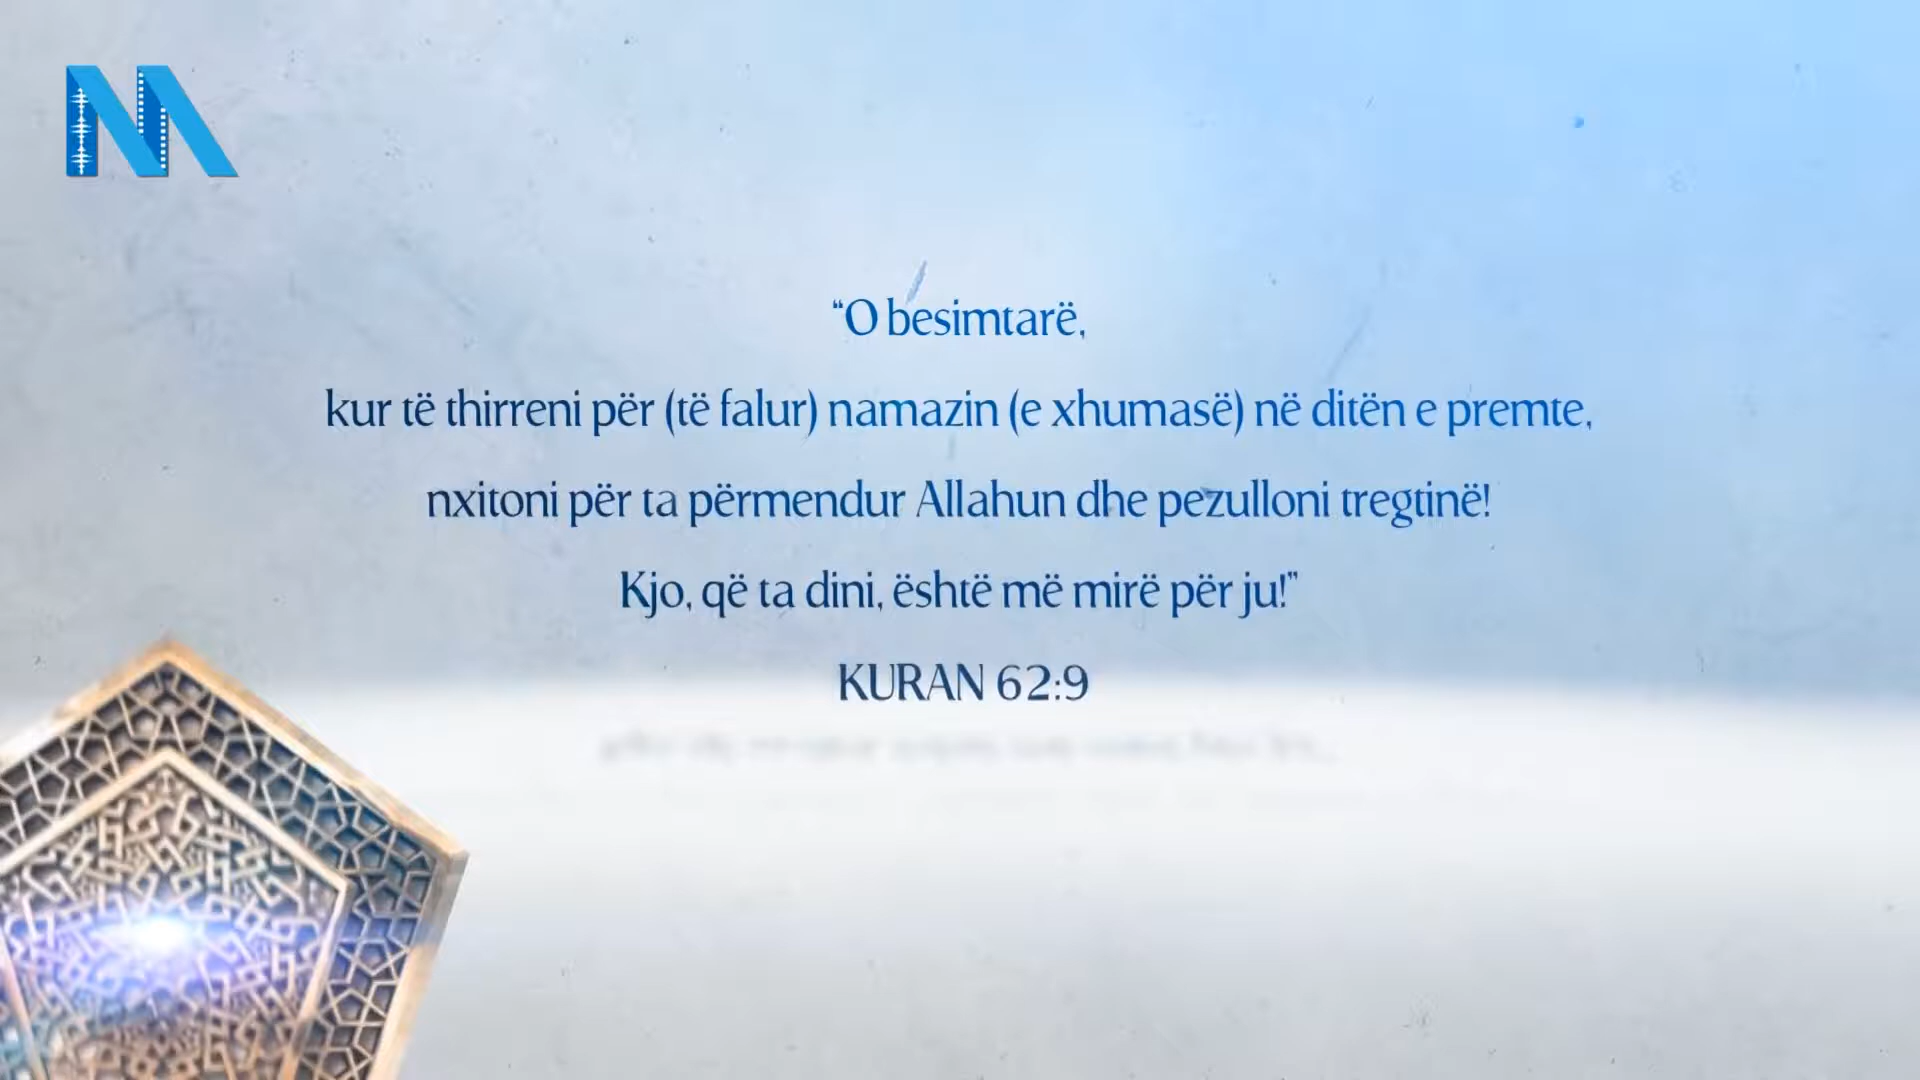 “O besimtarë,
kur të thirreni për (të falur) namazin (e xhumasë) në ditën e premte,
nxitoni për ta përmendur Allahun dhe pezulloni tregtinë!
Kjo, që ta dini, është më mirë për ju!”
KURAN 62:9